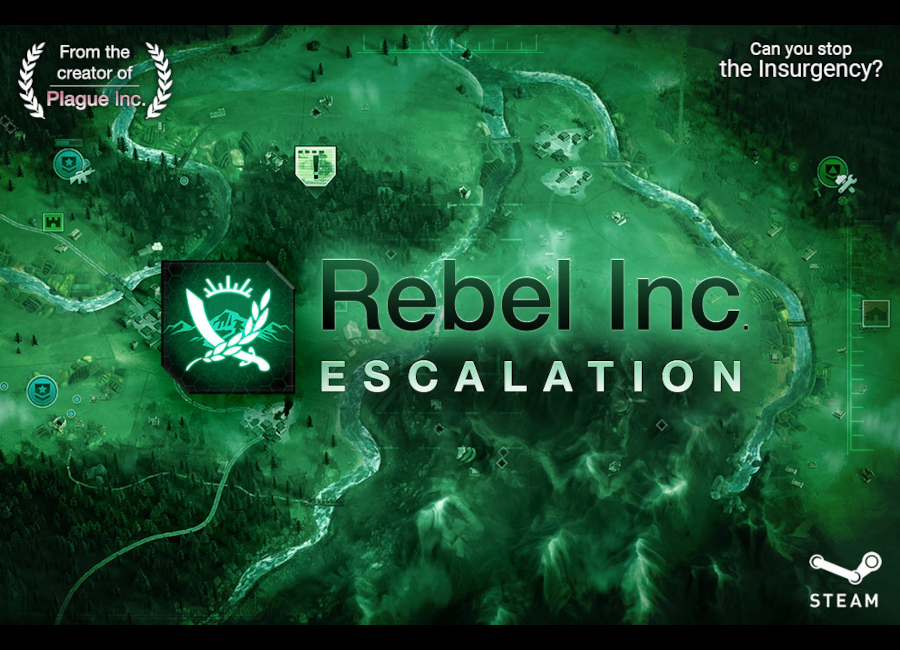 From the
creator of
Plague Inc.
Can you stop
the Insurgency?
Rebel Inc.
ESCALATION
STEAM